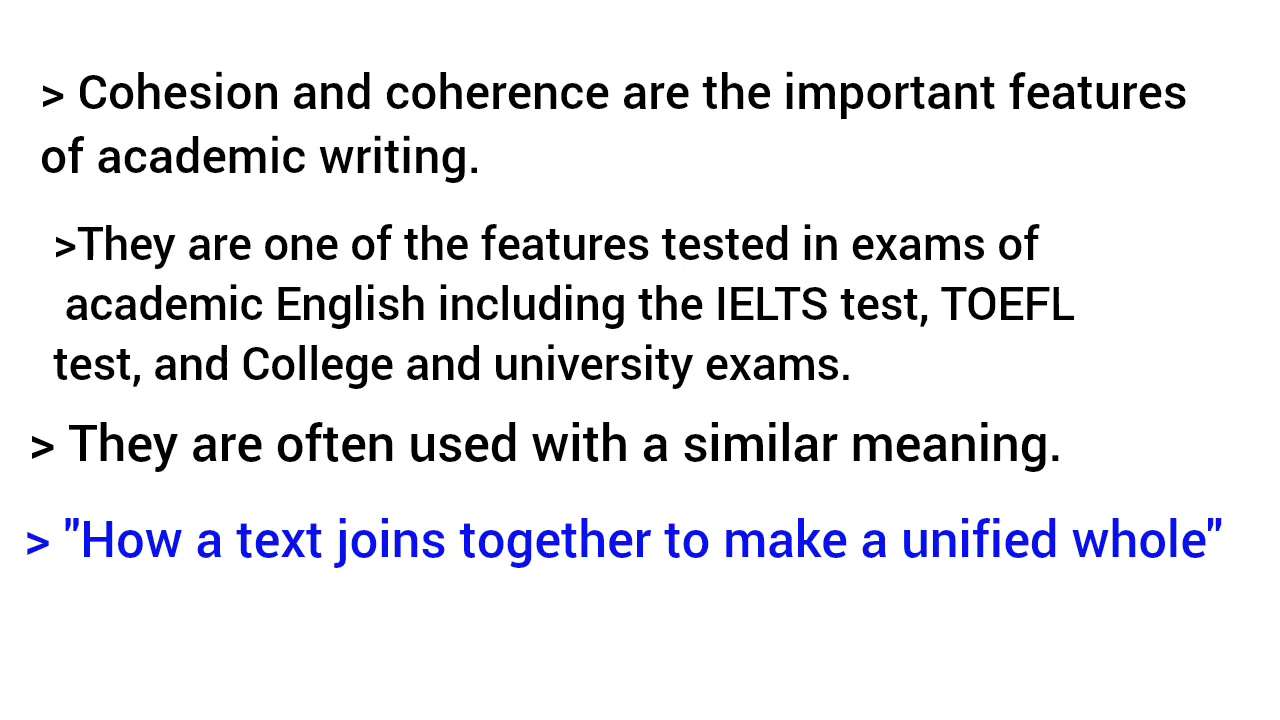 > Cohesion and coherence are the important features
of academic writing.
>They are one of the features tested in exams of
academic English including the IELTS test, TOEFL
test, and College and university exams.
> They are often used with a similar meaning.
> "How a text joins together to make a unified whole"